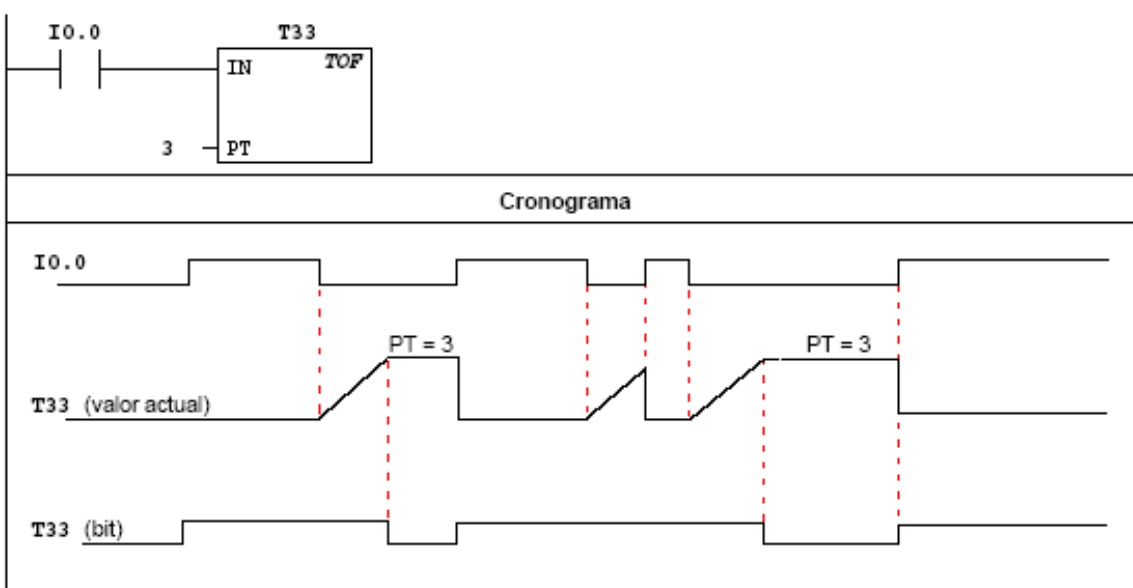 I0.0 T33
IN TOF
3 PT
Cronograma
I0.0
PT = 3 PT = 3
T33 (valor actual)
T33 (bit)